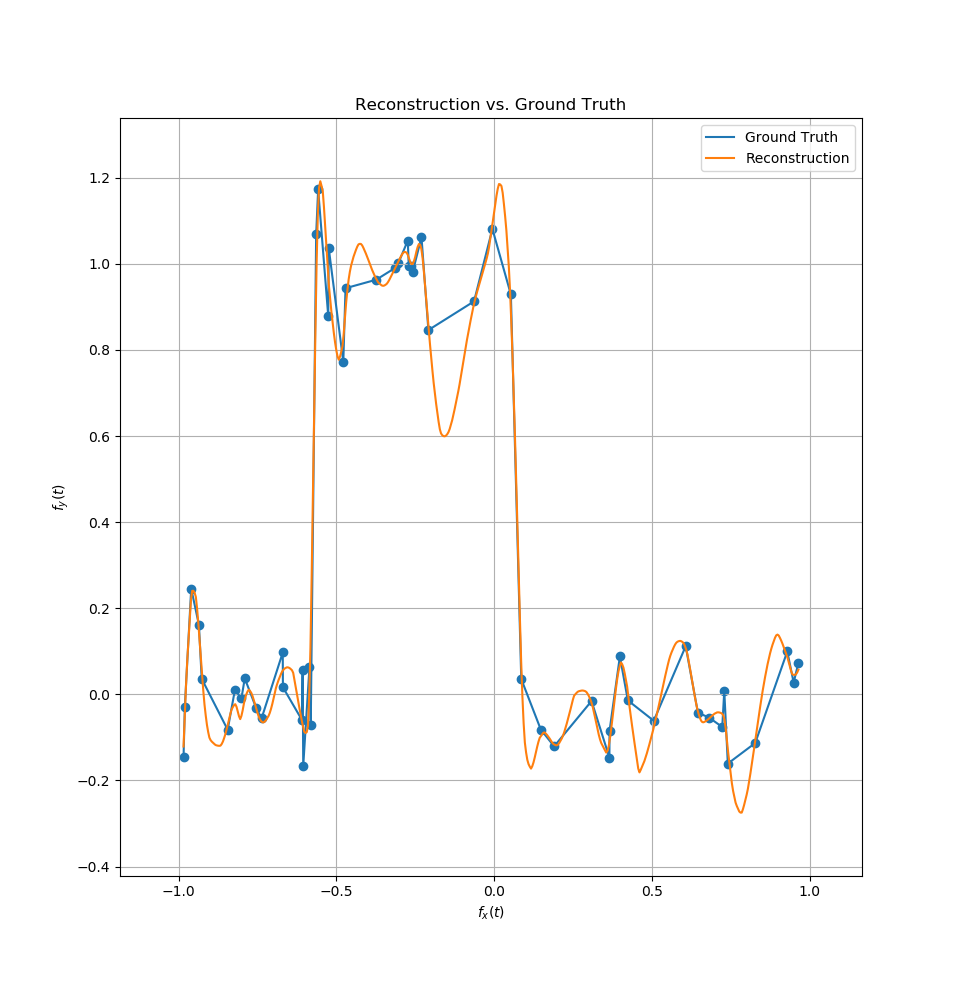 Reconstruction vs. Ground Truth
Ground Truth
Reconstruction
1.2
1.0
0.8
0.6
0.4
0.2
0.0
−0.2
−0.4
f_y(t)
−1.0 −0.5 0.0 0.5 1.0
f_x(t)